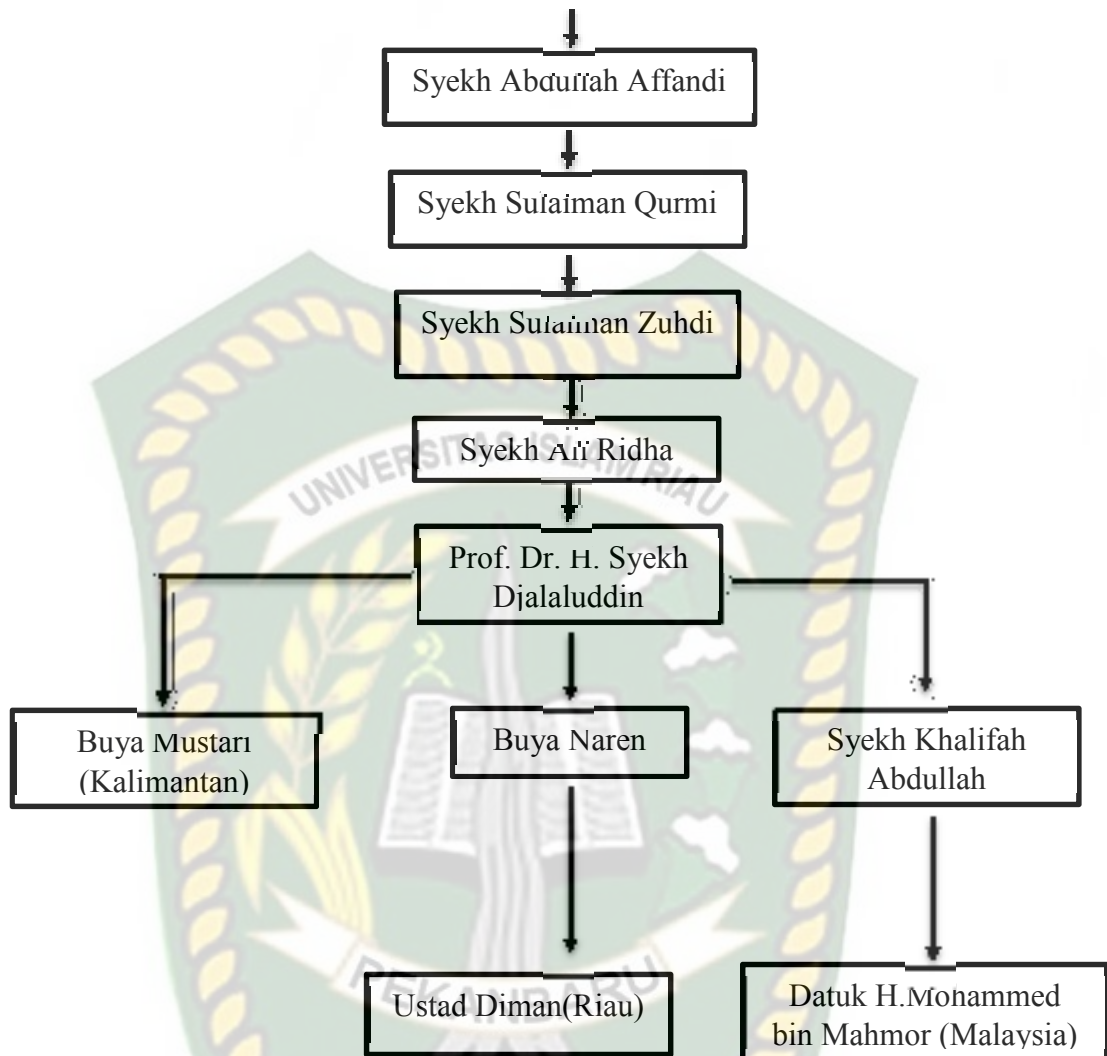 Syekh Abdullah Affandi
Syekh Sulaiman Qurmi
Syekh Sulaiman Zuhdi
Syekh Ali Ridha
UNIVERSITAS ISLAM RIAU
Prof. Dr. H. Syekh
Djalaluddin
Buya Mustari
(Kalimantan)
Buya Naren
Syekh Khalifah
Abdullah
Ustad Diman(Riau)
Datuk H.Mohammed
bin Mahmor (Malaysia)
PEKANBARU